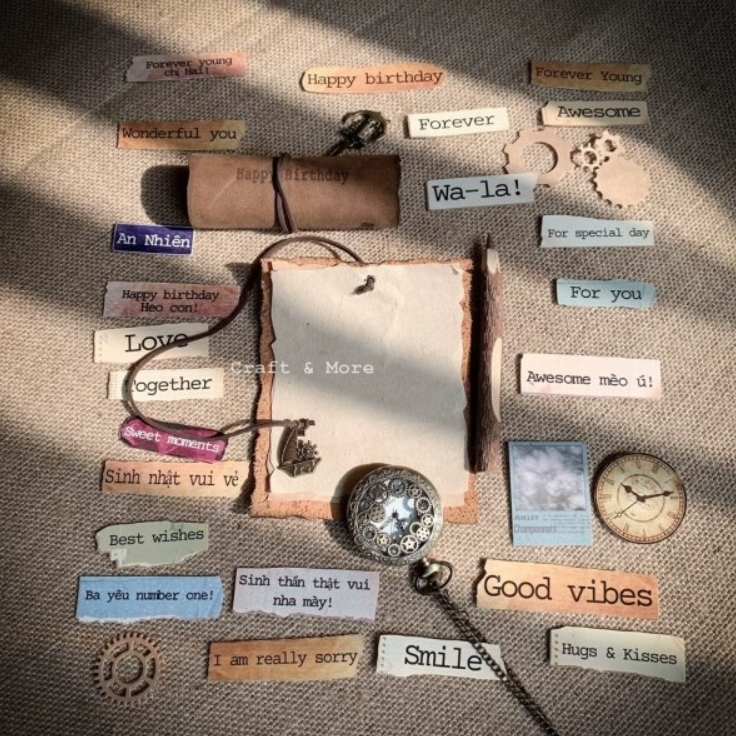 Forever young
chị Hai!
Happy birthday
Forever Young
Wonderful you
Forever
Awesome
Happy Birthday
Wa-la!
An Nhiên
For special day
Happy birthday
Heo con!
For you
Love
Craft & More
Together
Awesome mèo ú!
Sweet moments
Sinh nhật vui vẻ
JUILLET
Championnats
Best wishes
Ba yêu number one!
Sinh thần thật vui
nha mày!
Good vibes
I am really sorry
Smile
Hugs & Kisses